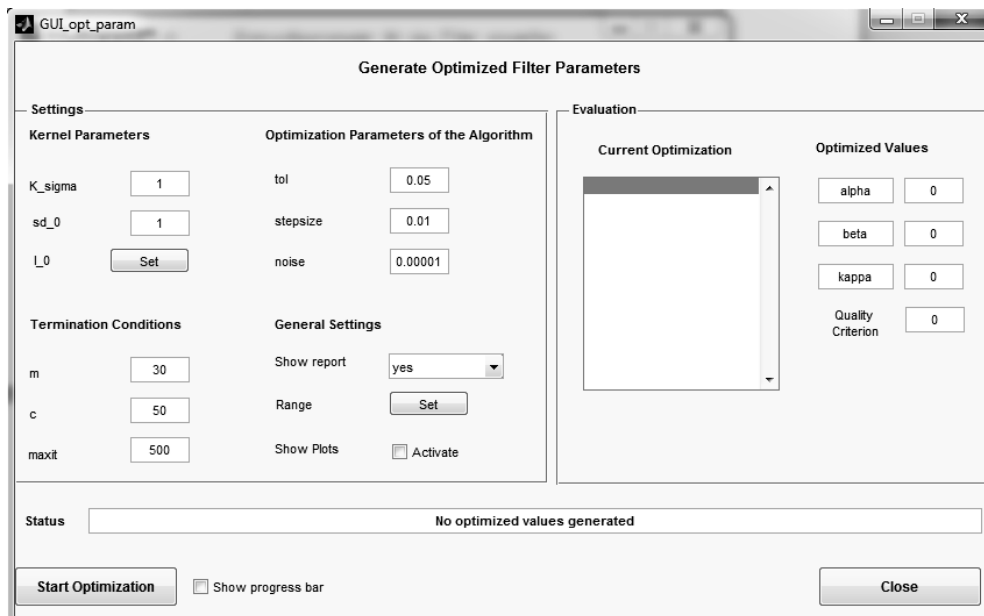 GUI_opt_param
Generate Optimized Filter Parameters
Settings
Kernel Parameters
K_sigma 1
sd_0 1
l_0 Set
Optimization Parameters of the Algorithm
tol 0.05
stepsize 0.01
noise 0.00001
Termination Conditions
m 30
c 50
maxit 500
General Settings
Show report yes
Range Set
Show Plots Activate
Evaluation
Current Optimization
Optimized Values
alpha 0
beta 0
kappa 0
Quality
Criterion 0
Status No optimized values generated
Start Optimization Show progress bar Close